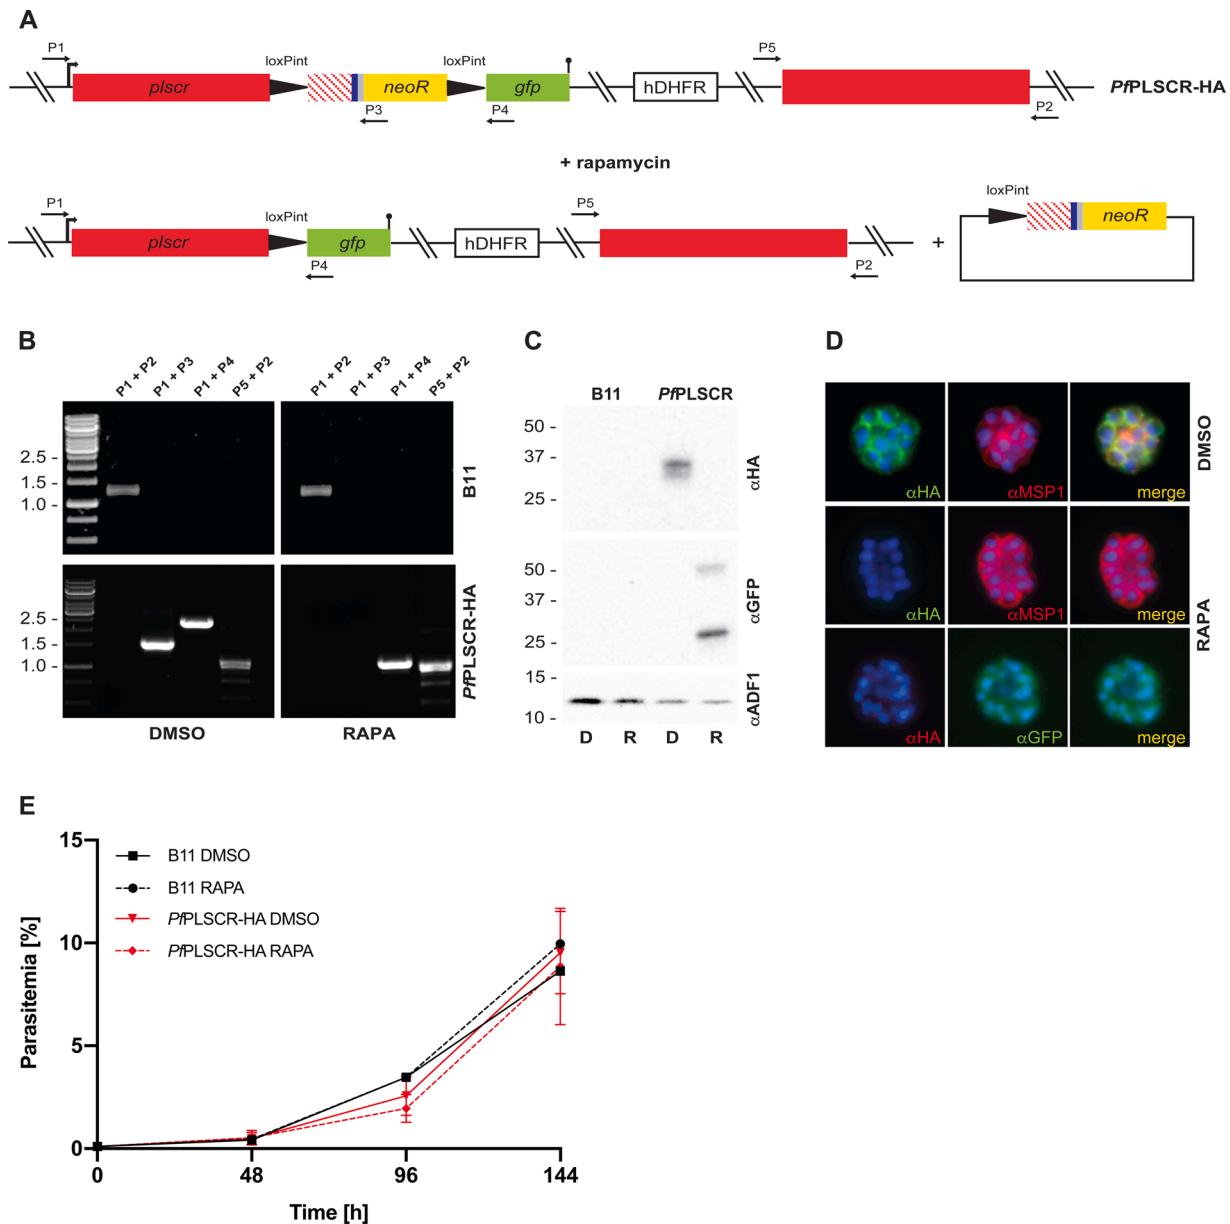 A
P1
loxPint
loxPint
P5
plscr
neoR
gfp
hDHFR
PfPLSCR-HA
P3
P4
P2
+ rapamycin
P1
loxPint
P5
loxPint
plscr
gfp
hDHFR
+
neoR
P4
P2
B
P1 + P2
P1 + P3
P1 + P4
P5 + P2
P1 + P2
P1 + P3
P1 + P4
P5 + P2
2.5 -
1.5 -
1.0 -
B11
2.5 -
1.5 -
1.0 -
PfPLSCR-HA
DMSO
RAPA
C
B11
PfPLSCR
50 -
37 -
25 -
αHA
50 -
37 -
25 -
αGFP
15 -
10 -
αADF1
D
R
D
R
D
αHA
αMSP1
merge
DMSO
αHA
αMSP1
merge
RAPA
αHA
αGFP
merge
E
15
10
5
0
Parasitemia [%]
B11 DMSO
B11 RAPA
PfPLSCR-HA DMSO
PfPLSCR-HA RAPA
0
48
96
144
Time [h]